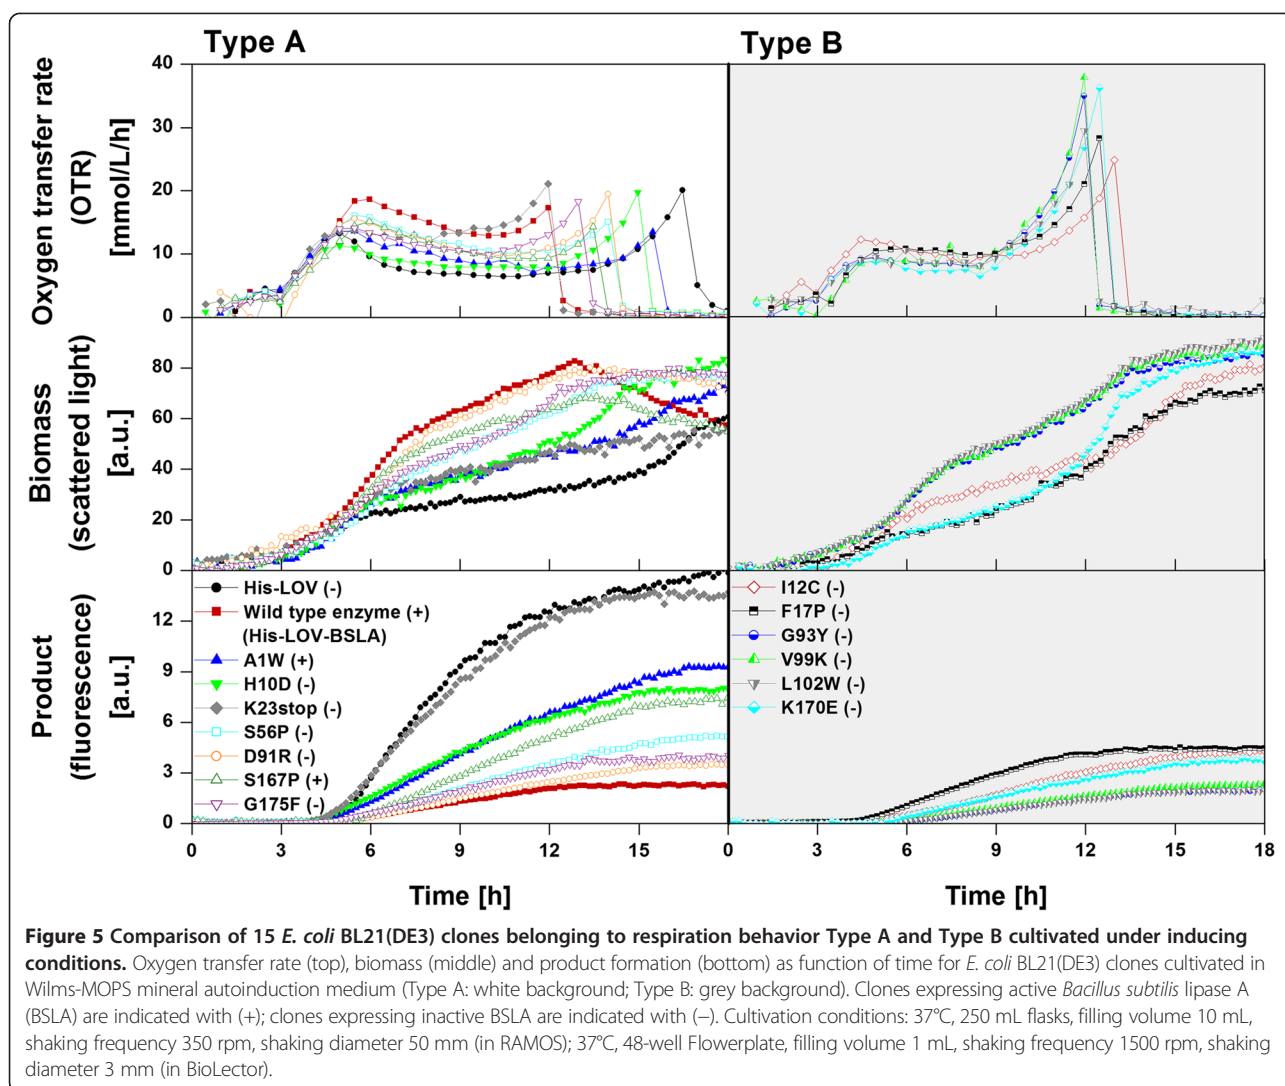 Type A
Type B
Oxygen transfer rate
(OTR)
[mmol/L/h]
40
30
20
10
0
Biomass
(scattered light)
[a.u.]
80
60
40
20
0
Product
(fluorescence)
[a.u.]
12
9
6
3
0
His-LOV (-)
Wild type enzyme (+)
(His-LOV-BSLA)
A1W (+)
H10D (-)
K23stop (-)
S56P (-)
D91R (-)
S167P (+)
G175F (-)
I12C (-)
F17P (-)
G93Y (-)
V99K (-)
L102W (-)
K170E (-)
0 3 6 9 12 15 0 3 6 9 12 15 18
Time [h]
Time [h]
Figure 5 Comparison of 15 E. coli BL21(DE3) clones belonging to respiration behavior Type A and Type B cultivated under inducing
conditions. Oxygen transfer rate (top), biomass (middle) and product formation (bottom) as function of time for E. coli BL21(DE3) clones cultivated in
Wilms-MOPS mineral autoinduction medium (Type A: white background; Type B: grey background). Clones expressing active Bacillus subtilis lipase A
(BSLA) are indicated with (+); clones expressing inactive BSLA are indicated with (−). Cultivation conditions: 37°C, 250 mL flasks, filling volume 10 mL,
shaking frequency 350 rpm, shaking diameter 50 mm (in RAMOS); 37°C, 48-well Flowerplate, filling volume 1 mL, shaking frequency 1500 rpm, shaking
diameter 3 mm (in BioLector).